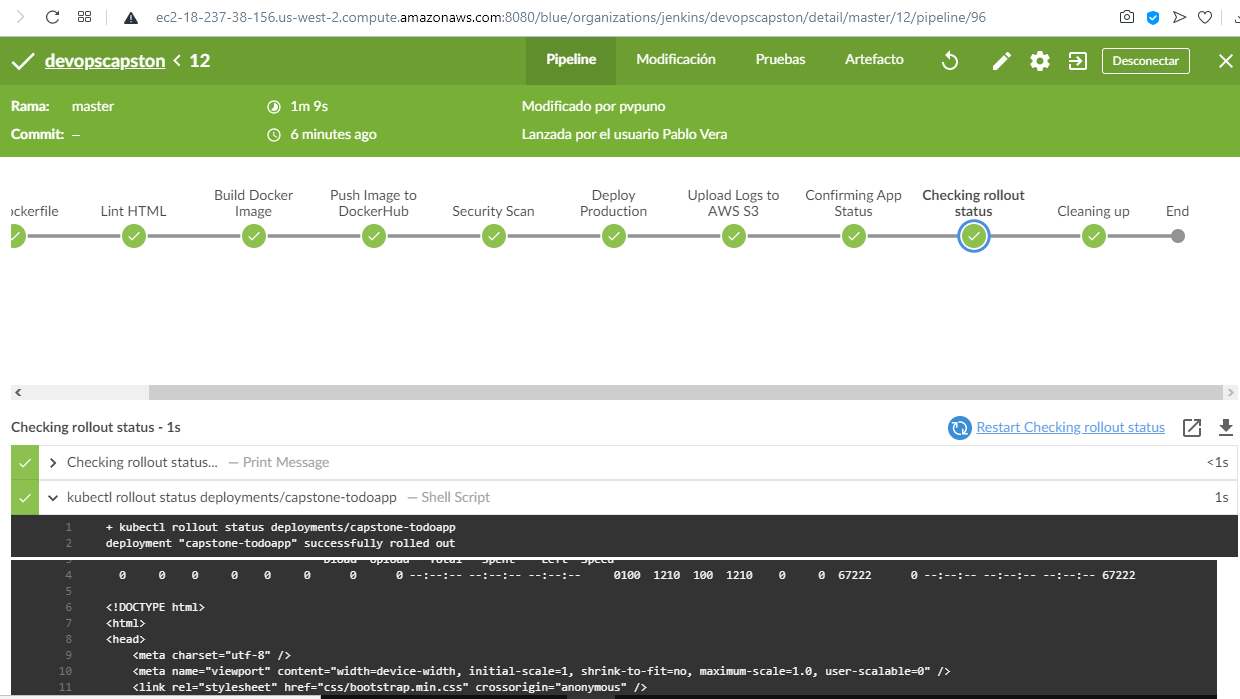 ec2-18-237-38-156.us-west-2.compute.amazonaws.com:8080/blue/organizations/jenkins/devopscapston/detail/master/12/pipeline/96
devopscapston < 12
Pipeline
Modificación
Pruebas
Artefacto
Desconectar
Rama: master
1m 9s
Modificado por pvpuno
Commit: –
6 minutes ago
Lanzada por el usuario Pablo Vera
ockerfile
Lint HTML
Build Docker
Image
Push Image to
DockerHub
Security Scan
Deploy
Production
Upload Logs to
AWS S3
Confirming App
Status
Checking rollout
status
Cleaning up
End
Checking rollout status - 1s
Restart Checking rollout status
Checking rollout status... — Print Message
<1s
kubectl rollout status deployments/capstone-todoapp — Shell Script
1s
1 + kubectl rollout status deployments/capstone-todoapp
2 deployment "capstone-todoapp" successfully rolled out
3 Dload Upload Total Spent Left Speed
4 0 0 0 0 0 0 0 0 --:--:-- --:--:-- --:--:-- 0100 1210 100 1210 0 0 67222 0 --:--:-- --:--:-- --:--:-- 67222
5
6 <!DOCTYPE html>
7 <html>
8 <head>
9 <meta charset="utf-8" />
10 <meta name="viewport" content="width=device-width, initial-scale=1, shrink-to-fit=no, maximum-scale=1.0, user-scalable=0" />
11 <link rel="stylesheet" href="css/bootstrap.min.css" crossorigin="anonymous" />